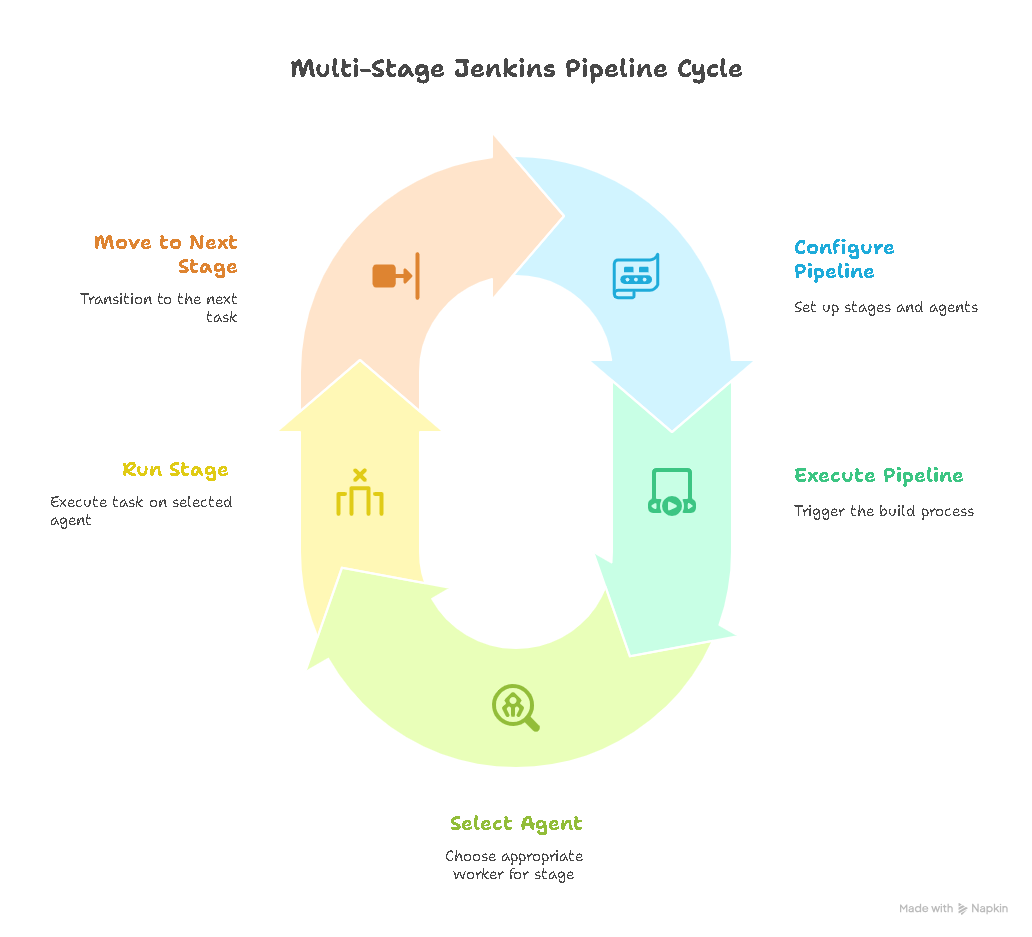 Multi-Stage Jenkins Pipeline Cycle
Move to Next
Stage
Transition to the next
task
Configure
Pipeline
Set up stages and agents
Run Stage
Execute task on selected
agent
Execute Pipeline
Trigger the build process
Select Agent
Choose appropriate
worker for stage
Made with Napkin